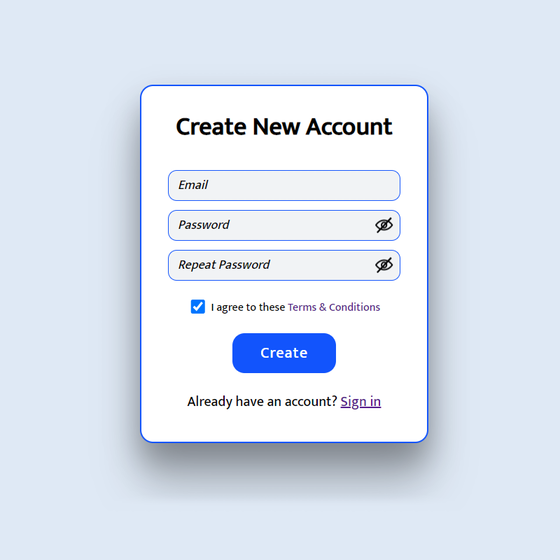 Create New Account
Email
Password
Repeat Password
I agree to these Terms & Conditions
Create
Already have an account? Sign in